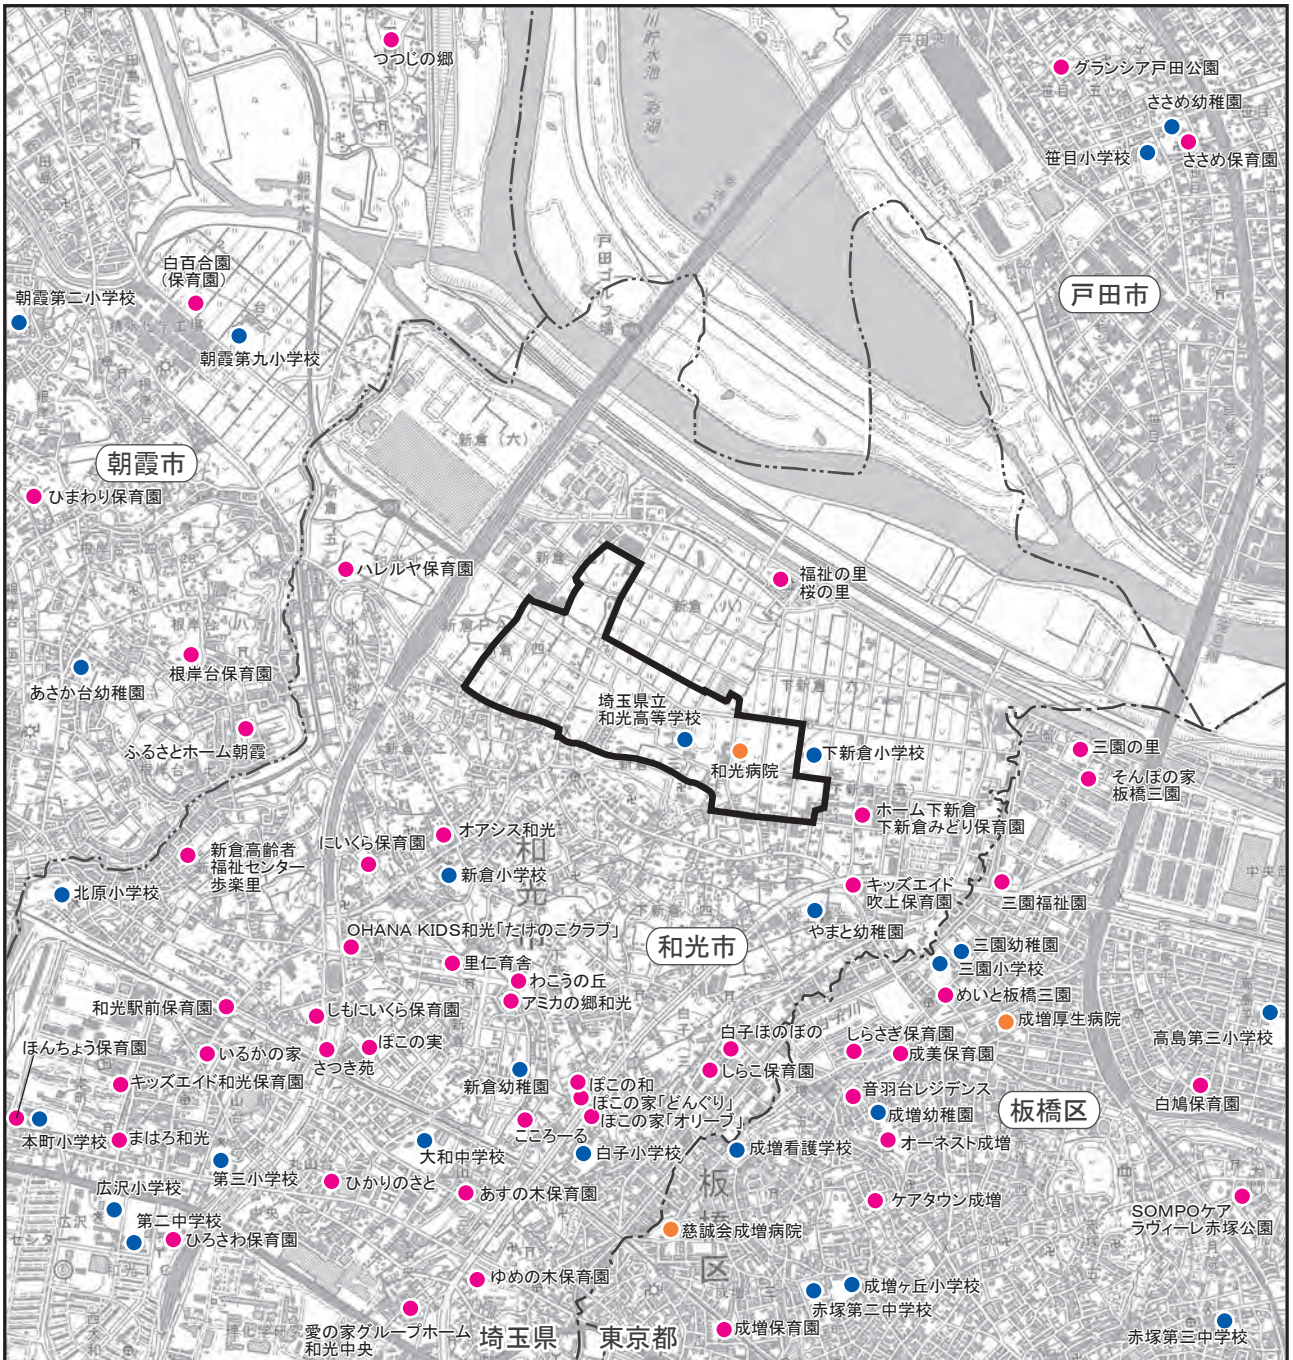 つつじの郷
グランシア戸田公園
ささめ幼稚園
笹目小学校
ささめ保育園
戸田ゴルフ場
白百合園
(保育園)
朝霞第二小学校
朝霞第九小学校
戸田市
新倉(六)
朝霞市
ひまわり保育園
ハレルヤ保育園
福祉の里
桜の里
新倉(八)
根岸台保育園
あさか台幼稚園
埼玉県立
和光高等学校
ふるさとホーム朝霞
和光病院
下新倉小学校
三園の里
そんぽの家
板橋三園
ホーム下新倉
下新倉みどり保育園
オアシス和光
にいくら保育園
新倉高齢者
福祉センター
歩楽里
新倉小学校
北原小学校
キッズエイド
吹上保育園
三園福祉園
やまと幼稚園
OHANA KIDS和光「たけのこクラブ」
和光市
三園幼稚園
三園小学校
里仁育舎
わこうの丘
アミカの郷和光
めいと板橋三園
和光駅前保育園
しもにいくら保育園
成増厚生病院
高島第三小学校
白子ほのぼの
しらさぎ保育園
ほんちょう保育園
いるかの家
さつき苑
ぽこの実
成美保育園
しらこ保育園
キッズエイド和光保育園
新倉幼稚園
ぽこの和
ぽこの家「どんぐり」
ぽこの家「オリーブ」
音羽台レジデンス
成増幼稚園
板橋区
白鳩保育園
本町小学校
まはろ和光
こころーる
オーネスト成増
大和中学校
白子小学校
成増看護学校
第三小学校
広沢小学校
ひかりのさと
あすの木保育園
ケアタウン成増
SOMPOケア
ラヴィーレ赤塚公園
第二中学校
ひろさわ保育園
慈誠会成増病院
板橋区
ゆめの木保育園
成増ヶ丘小学校
赤塚第二中学校
愛の家グループホーム
和光中央
埼玉県
東京都
成増保育園
赤塚第三中学校